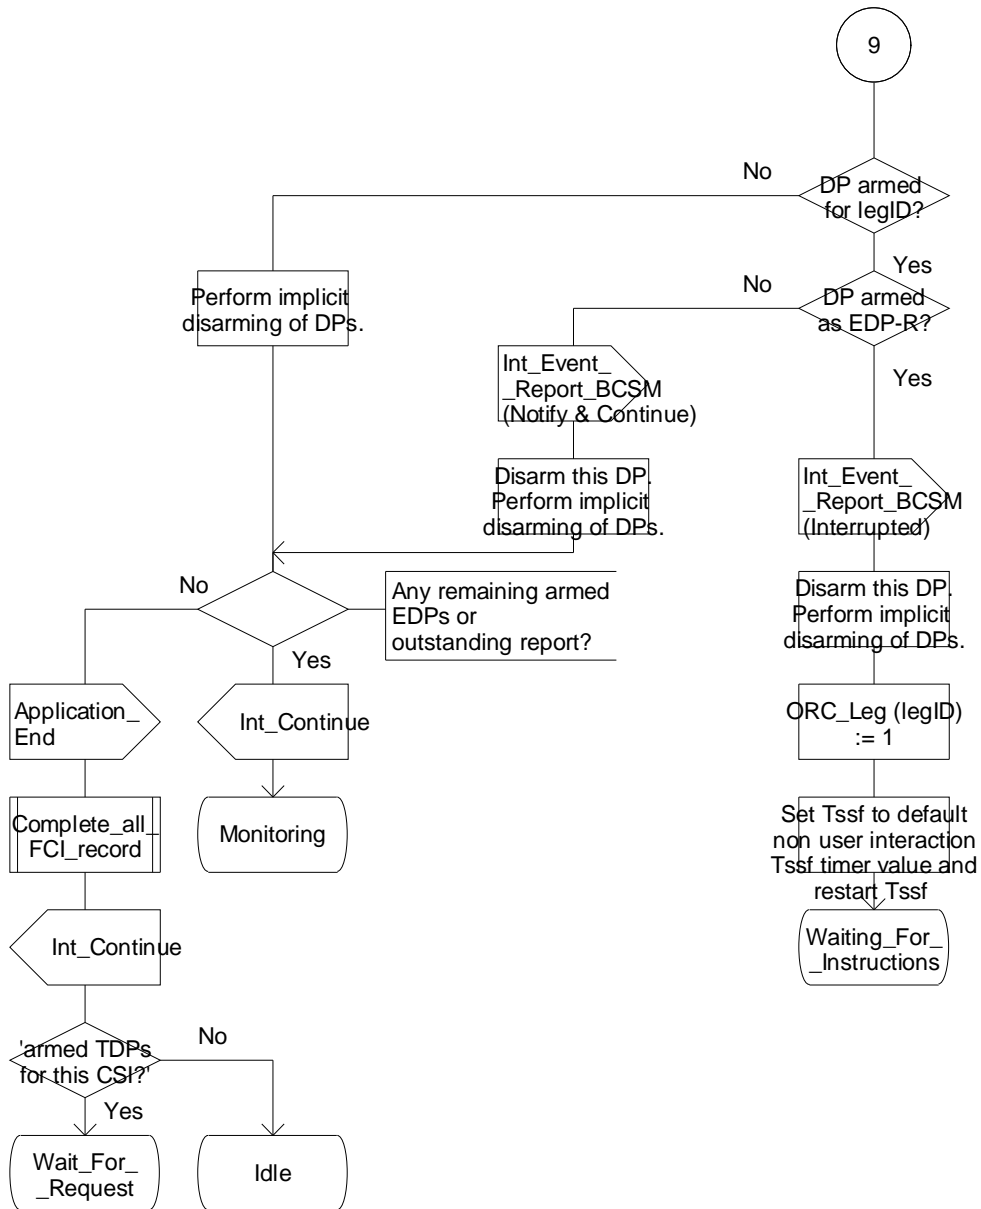 9
No
DP armed
for legID?
Yes
No
DP armed
as EDP-R?
Perform implicit
disarming of DPs.
Int_Event_
_Report_BCSM
(Notify & Continue)
Yes
Disarm this DP.
Perform implicit
disarming of DPs.
Int_Event_
_Report_BCSM
(Interrupted)
No
Any remaining armed
EDPs or
outstanding report?
Yes
Disarm this DP.
Perform implicit
disarming of DPs.
Application_
End
Int_Continue
ORC_Leg (legID)
:= 1
Complete_all_
FCI_record
Monitoring
Set Tssf to default
non user interaction
Tssf timer value and
restart Tssf
Int_Continue
Waiting_For_
_Instructions
'armed TDPs
for this CSI?'
No
Yes
Wait_For_
_Request
Idle